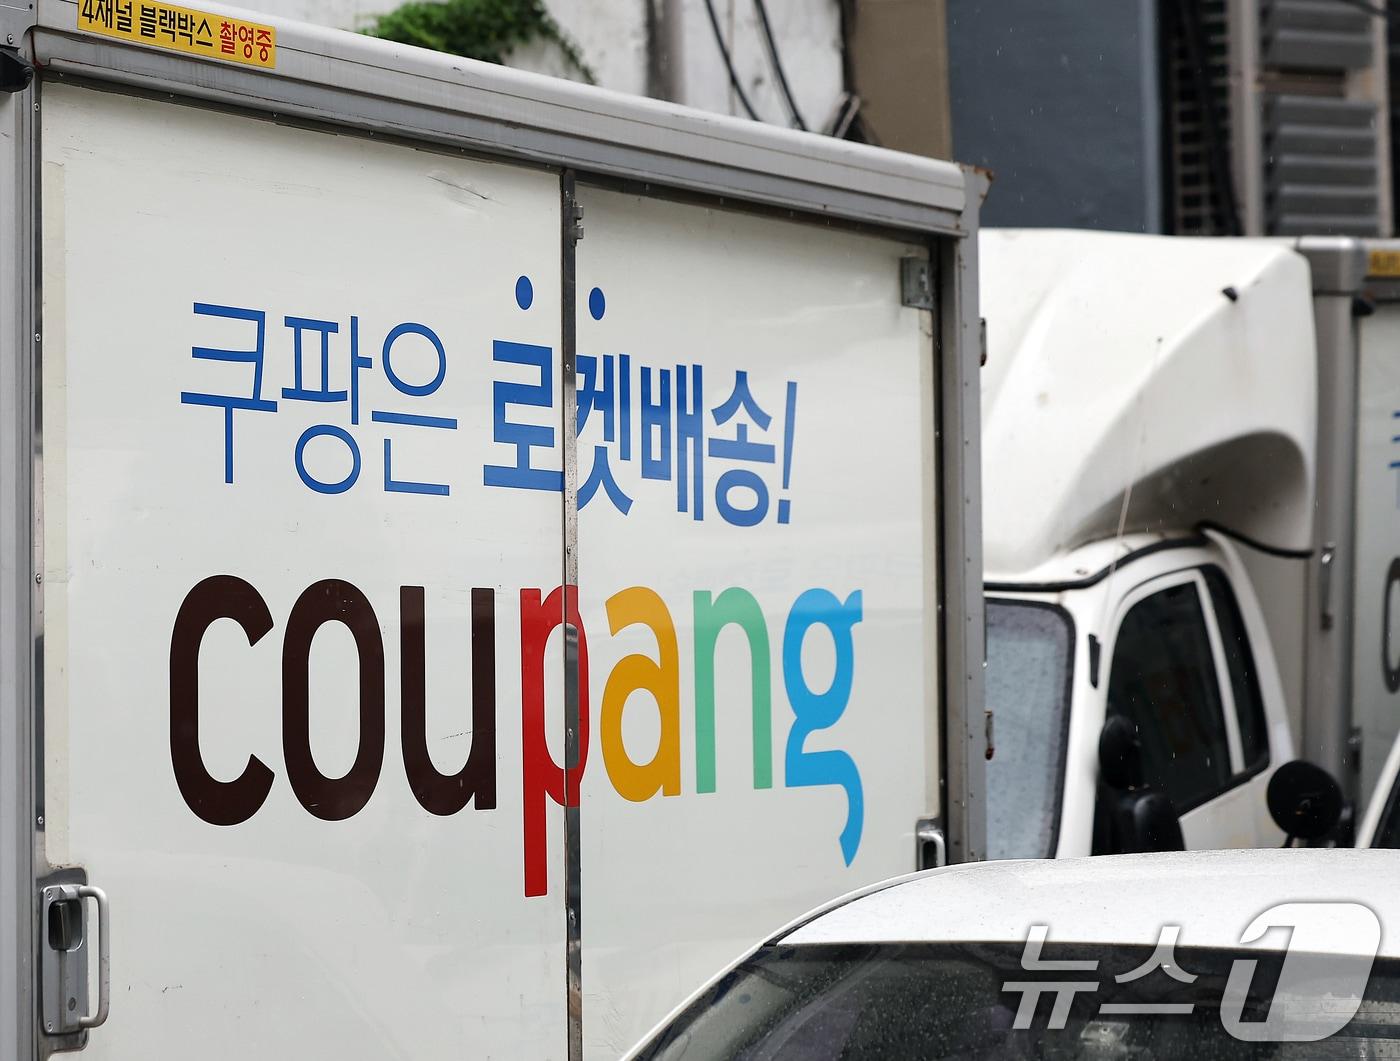 4채널 블랙박스 촬영중
쿠팡은 로켓배송!
coupang
뉴스1